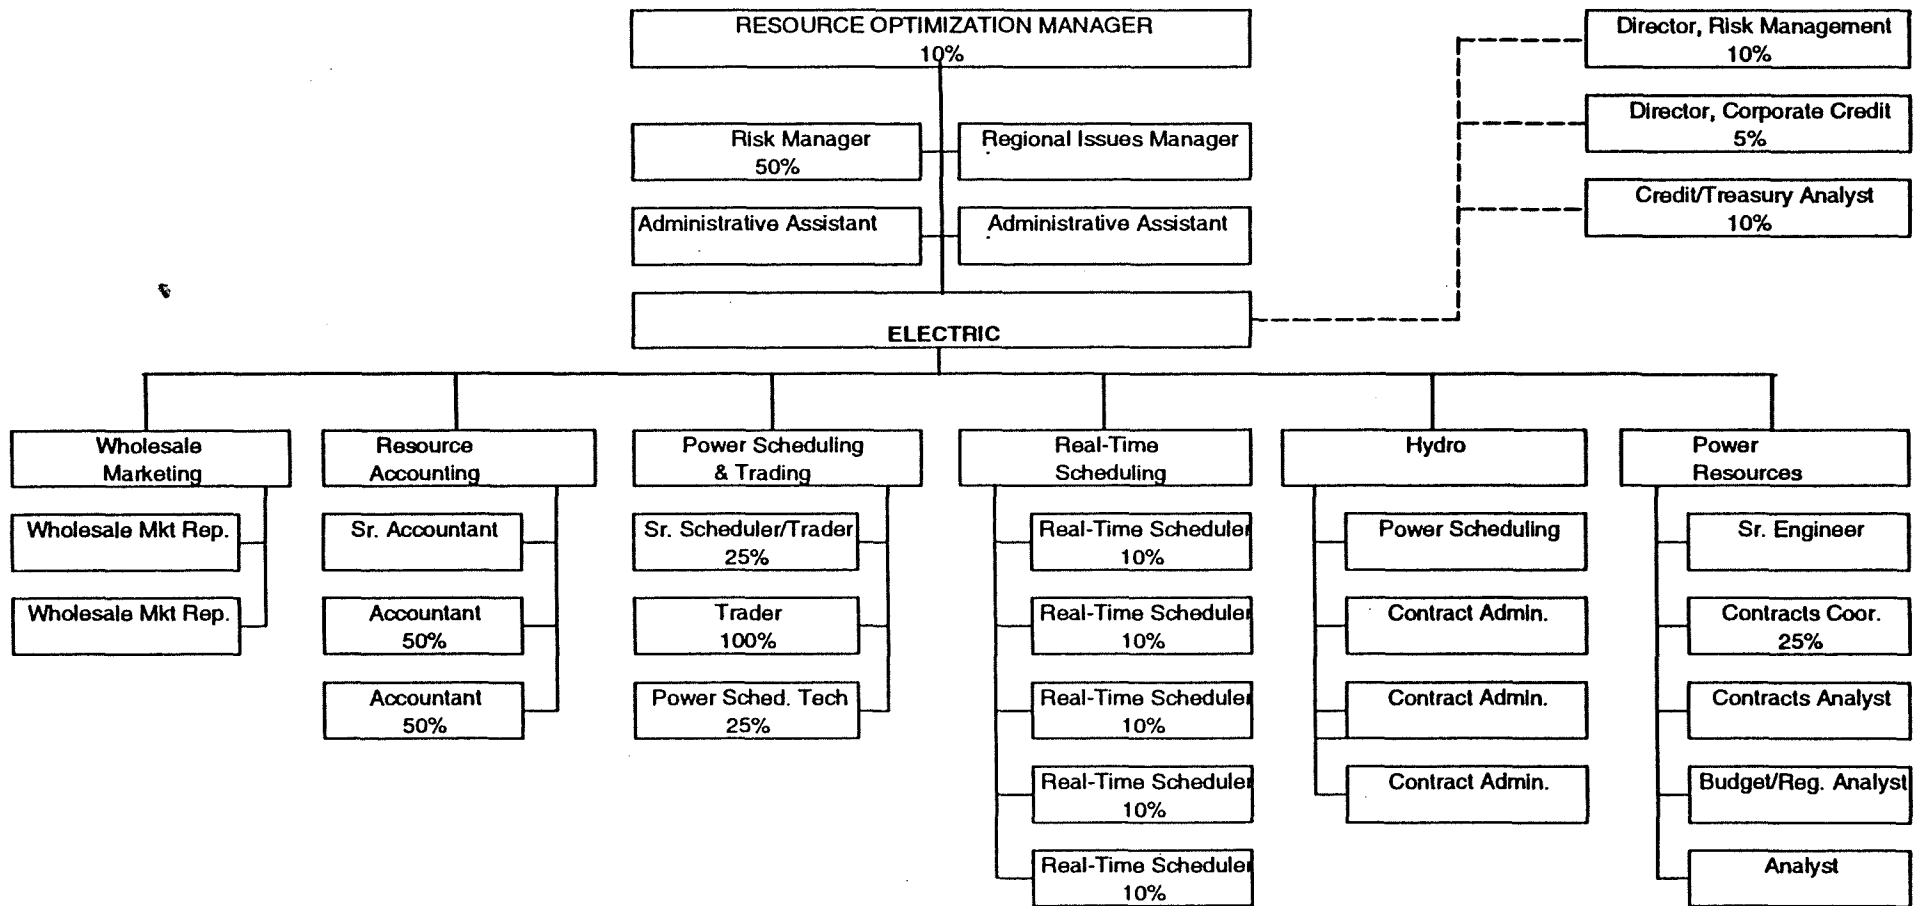 RESOURCE OPTIMIZATION MANAGER
10%
Director, Risk Management
10%
Director, Corporate Credit
5%
Credit/Treasury Analyst
10%
Risk Manager
50%
Regional Issues Manager
Administrative Assistant
Administrative Assistant
ELECTRIC
Wholesale
Marketing
Wholesale Mkt Rep.
Wholesale Mkt Rep.
Resource
Accounting
Sr. Accountant
Accountant
50%
Accountant
50%
Power Scheduling
& Trading
Sr. Scheduler/Trader
25%
Trader
100%
Power Sched. Tech
25%
Real-Time
Scheduling
Real-Time Scheduler
10%
Real-Time Scheduler
10%
Real-Time Scheduler
10%
Real-Time Scheduler
10%
Real-Time Scheduler
10%
Hydro
Power Scheduling
Contract Admin.
Contract Admin.
Contract Admin.
Power
Resources
Sr. Engineer
Contracts Coor.
25%
Contracts Analyst
Budget/Reg. Analyst
Analyst